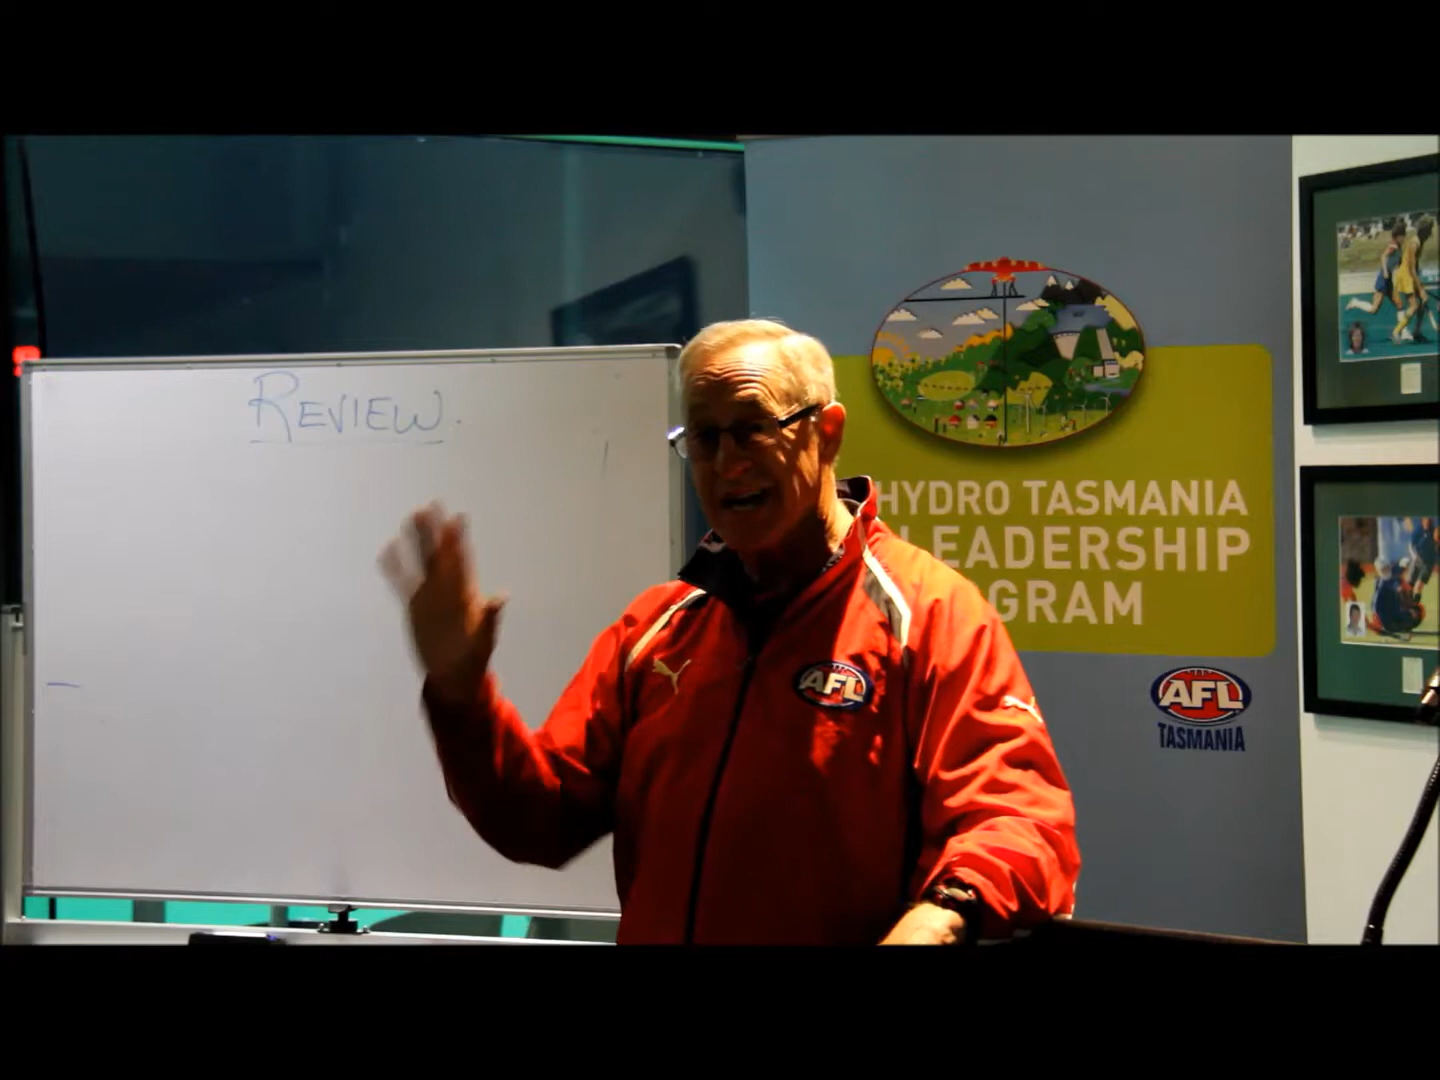 REVIEW.
HYDRO TASMANIA
LEADERSHIP
GRAM
AFL
AFL
TASMANIA